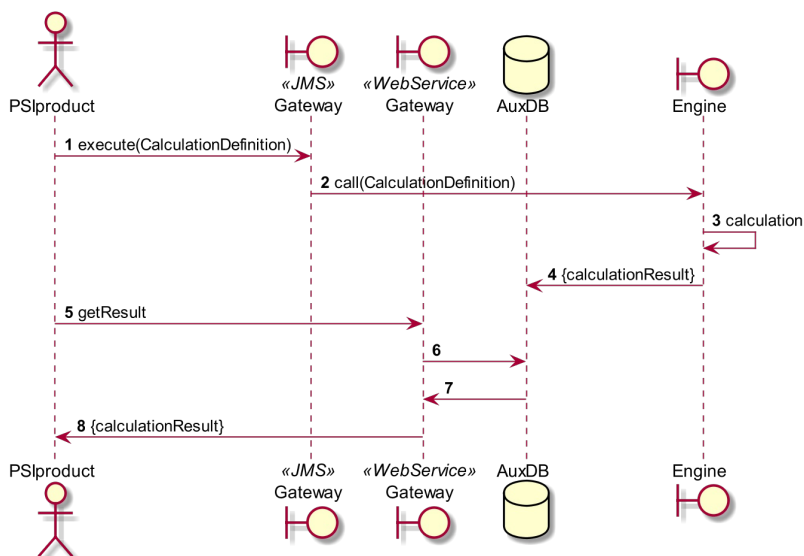 «JMS» «WebService»
PSIproduct Gateway Gateway AuxDB Engine
1 execute(CalculationDefinition)
2 call(CalculationDefinition)
3 calculation
4 {calculationResult}
5 getResult
6
7
8 {calculationResult}
PSIproduct «JMS» «WebService» AuxDB Engine
Gateway Gateway